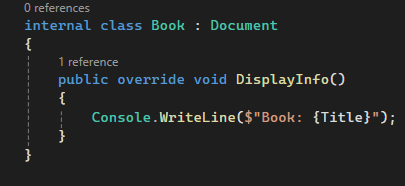 0 references
internal class Book : Document
{
1 reference
public override void DisplayInfo()
{
Console.WriteLine($"Book: {Title}");
}
}